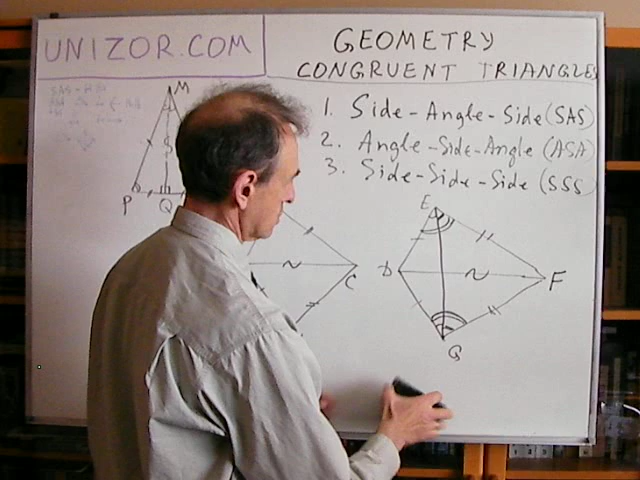 UNIZOR.COM
GEOMETRY
CONGRUENT TRIANGLES
1. Side-Angle-Side (SAS)
2. Angle-Side-Angle (ASA)
3. Side-Side-Side (SSS)
M
P
Q
C
E
D
F
G